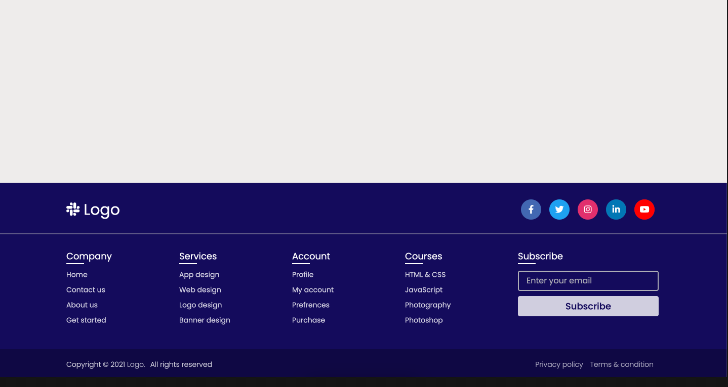 Logo
Company Services Account Courses Subscribe
Home App design Profile HTML & CSS Enter your email
Contact us Web design My account JavaScript
About us Logo design Prefrences Photography Subscribe
Get started Banner design Purchase Photoshop
Copyright © 2021 Logo. All rights reserved Privacy policy Terms & condition